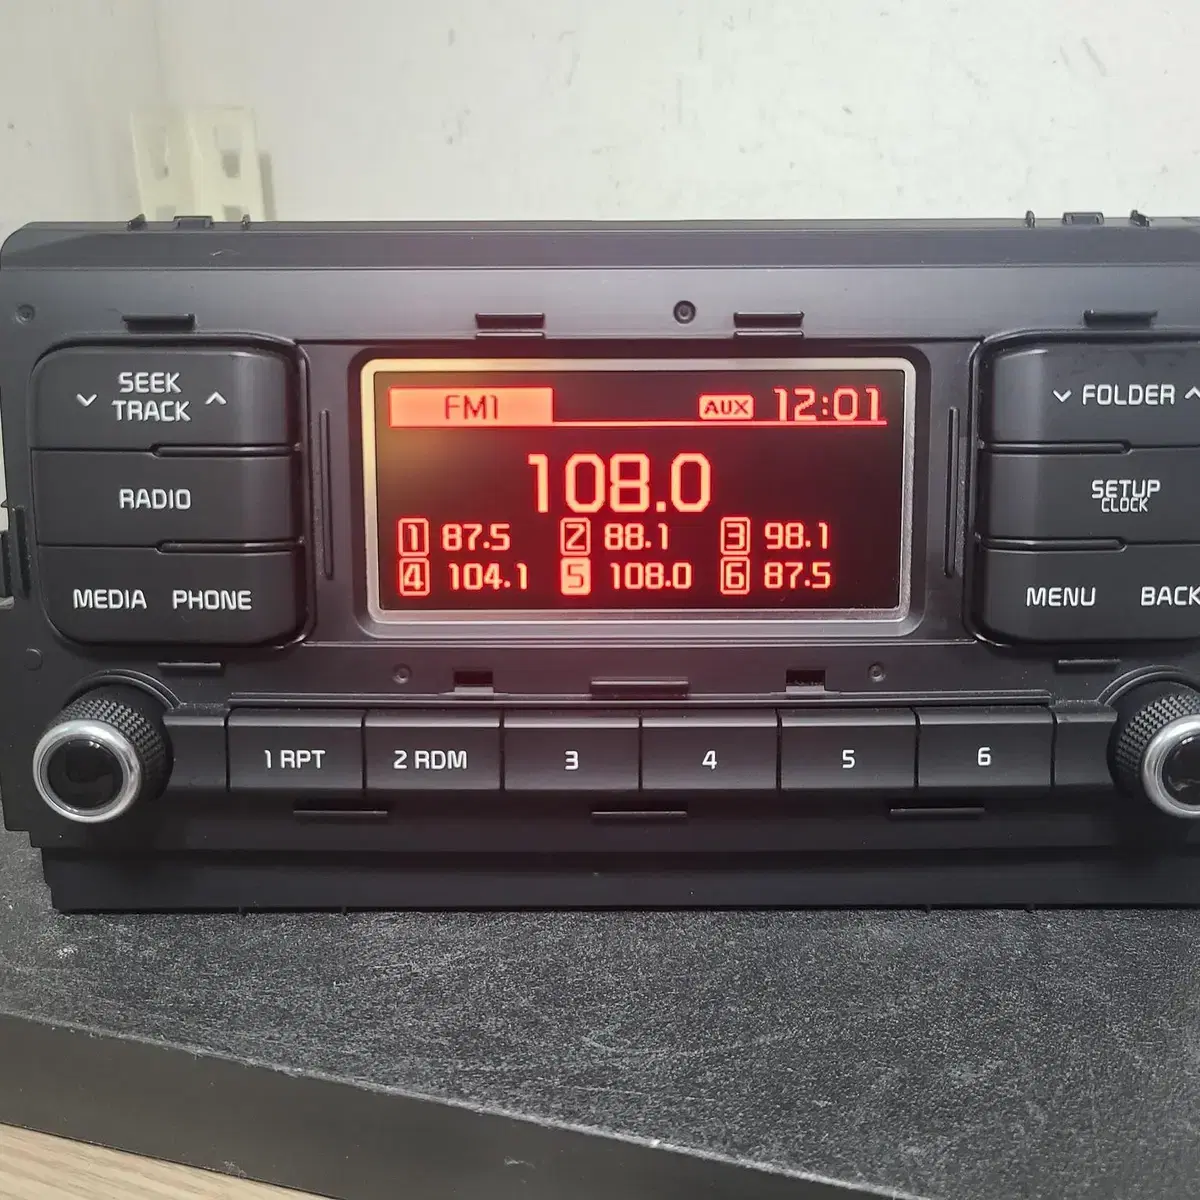 SEEK
TRACK
RADIO
MEDIA PHONE
FM1 AUX 12:01
108.0
1 87.5 2 88.1 3 98.1
4 104.1 5 108.0 6 87.5
FOLDER
SETUP
CLOCK
MENU BACK
1 RPT 2 RDM 3 4 5 6